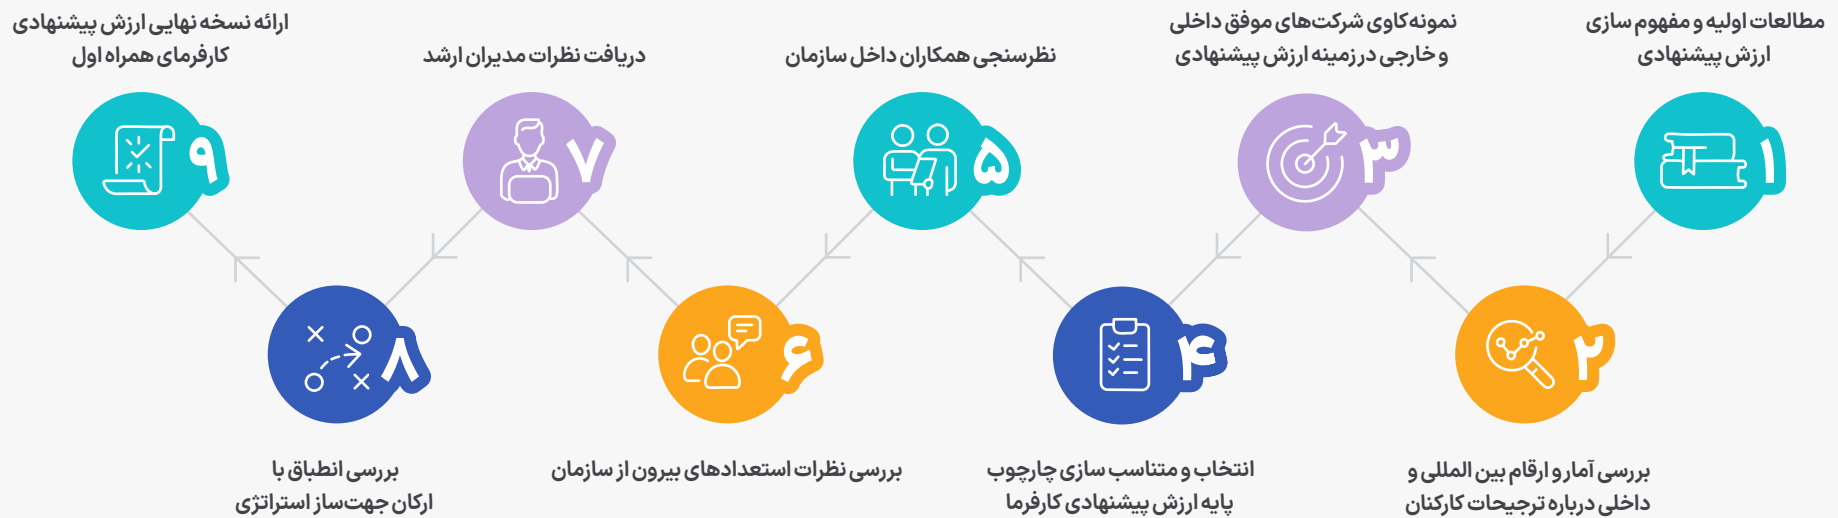 مطالعات اولیه و مفهوم سازی
ارزش پیشنهادی
۱
۲
بررسی آمار و ارقام بین المللی و
داخلی درباره ترجیحات کارکنان
نمونه‌کاوی شرکت‌های موفق داخلی
و خارجی در زمینه ارزش پیشنهادی
۳
۴
انتخاب و متناسب سازی چارچوب
پایه ارزش پیشنهادی کارفرما
نظرسنجی همکاران داخل سازمان
۵
۶
بررسی نظرات استعدادهای بیرون از سازمان
دریافت نظرات مدیران ارشد
۷
۸
بررسی انطباق با
ارکان جهت‌ساز استراتژی
ارائه نسخه نهایی ارزش پیشنهادی
کارفرمای همراه اول
۹